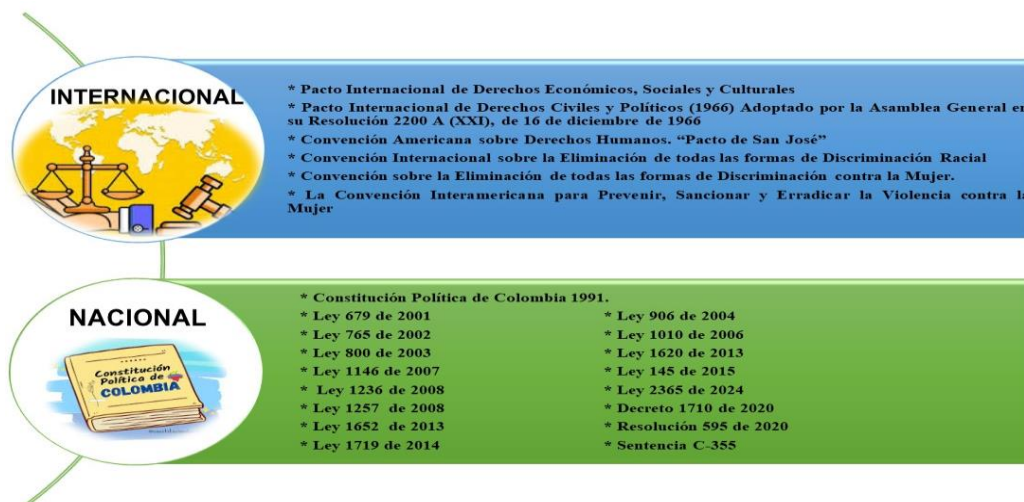 INTERNACIONAL
* Pacto Internacional de Derechos Económicos, Sociales y Culturales
* Pacto Internacional de Derechos Civiles y Políticos (1966) Adoptado por la Asamblea General en
su Resolución 2200 A (XXI), de 16 de diciembre de 1966
* Convención Americana sobre Derechos Humanos. “Pacto de San José”
* Convención Internacional sobre la Eliminación de todas las formas de Discriminación Racial
* Convención sobre la Eliminación de todas las formas de Discriminación contra la Mujer.
* La Convención Interamericana para Prevenir, Sancionar y Erradicar la Violencia contra la
Mujer
NACIONAL
Constitución
Política de
COLOMBIA
* Constitución Política de Colombia 1991.
* Ley 679 de 2001
* Ley 765 de 2002
* Ley 800 de 2003
* Ley 1146 de 2007
* Ley 1236 de 2008
* Ley 1257 de 2008
* Ley 1652 de 2013
* Ley 1719 de 2014
* Ley 906 de 2004
* Ley 1010 de 2006
* Ley 1620 de 2013
* Ley 145 de 2015
* Ley 2365 de 2024
* Decreto 1710 de 2020
* Resolución 595 de 2020
* Sentencia C-355